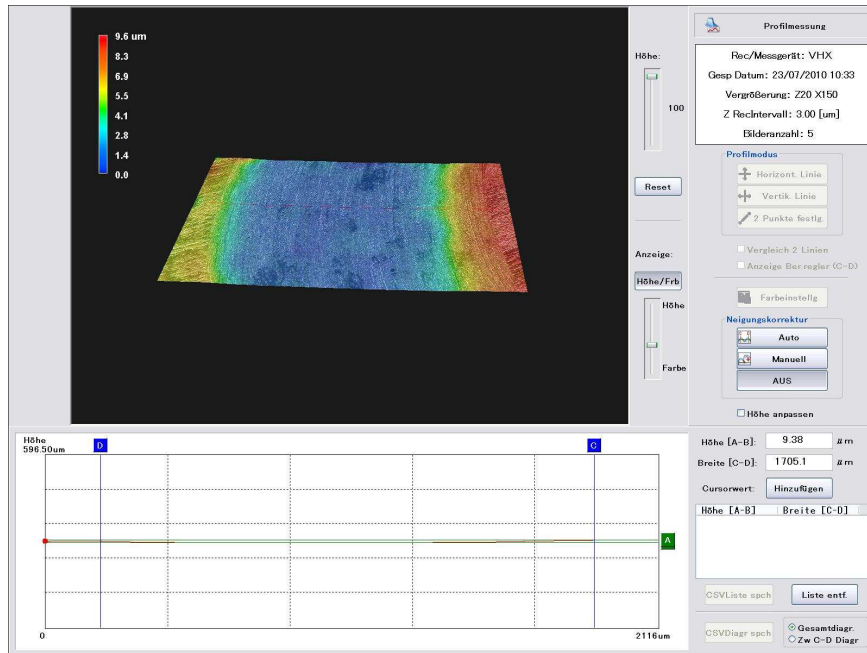 9.6 um
8.3
6.9
5.5
4.1
2.8
1.4
0.0
Höhe:
100
Reset
Anzeige:
Höhe/Frb
Höhe
Farbe
Profilmessung
Rec/Messgerät: VHX
Gesp Datum: 23/07/2010 10:33
Vergrößerung: Z20 X150
Z RecIntervall: 3.00 [um]
Bilderanzahl: 5
Profilmodus
Horizont. Linie
Vertik. Linie
2 Punkte festlg.
Vergleich 2 Linien
Anzeige Ber.regler (C-D)
Farbeinstellg
Neigungskorrektur
Auto
Manuell
AUS
Höhe anpassen
Höhe
596.50um
D
C
A
0
2116um
Höhe [A-B]: 9.38 μm
Breite [C-D]: 1705.1 μm
Cursorwert: Hinzufügen
Höhe [A-B] Breite [C-D]
CSVListe spch Liste entf.
CSVDiagr spch
Gesamtdiagr.
Zw C-D Diagr